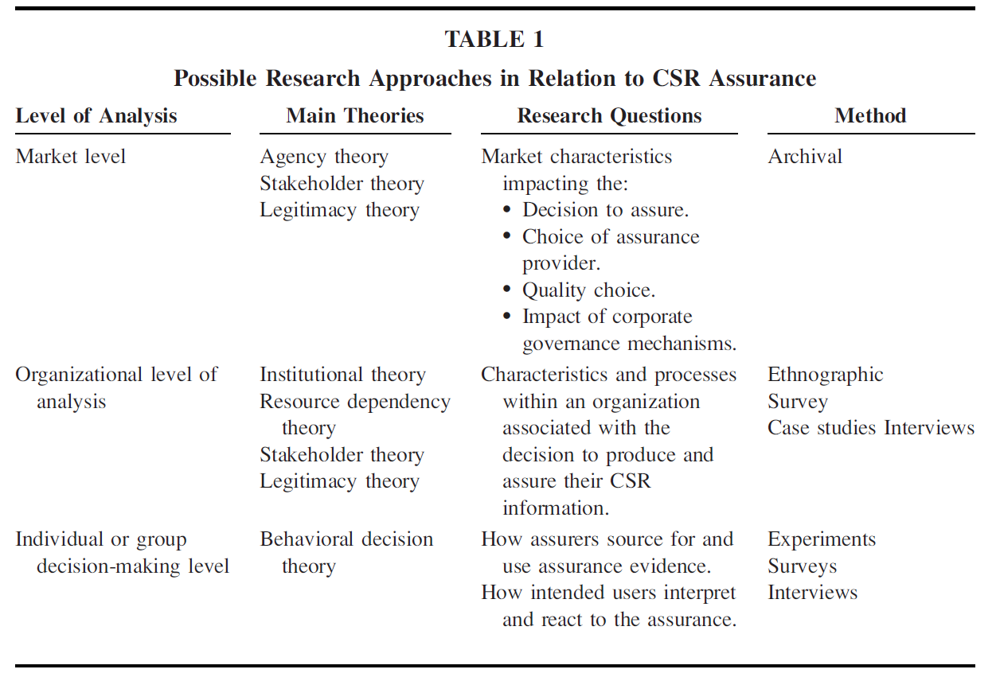 TABLE 1
Possible Research Approaches in Relation to CSR Assurance
Level of Analysis Main Theories Research Questions Method
Market level Agency theory Market characteristics Archival
Stakeholder theory impacting the:
Legitimacy theory • Decision to assure.
• Choice of assurance
provider.
• Quality choice.
• Impact of corporate
governance mechanisms.
Organizational level of Institutional theory Characteristics and processes Ethnographic
analysis Resource dependency within an organization Survey
theory associated with the Case studies Interviews
Stakeholder theory decision to produce and
Legitimacy theory assure their CSR
information.
Individual or group Behavioral decision How assurers source for and Experiments
decision-making level theory use assurance evidence. Surveys
How intended users interpret Interviews
and react to the assurance.